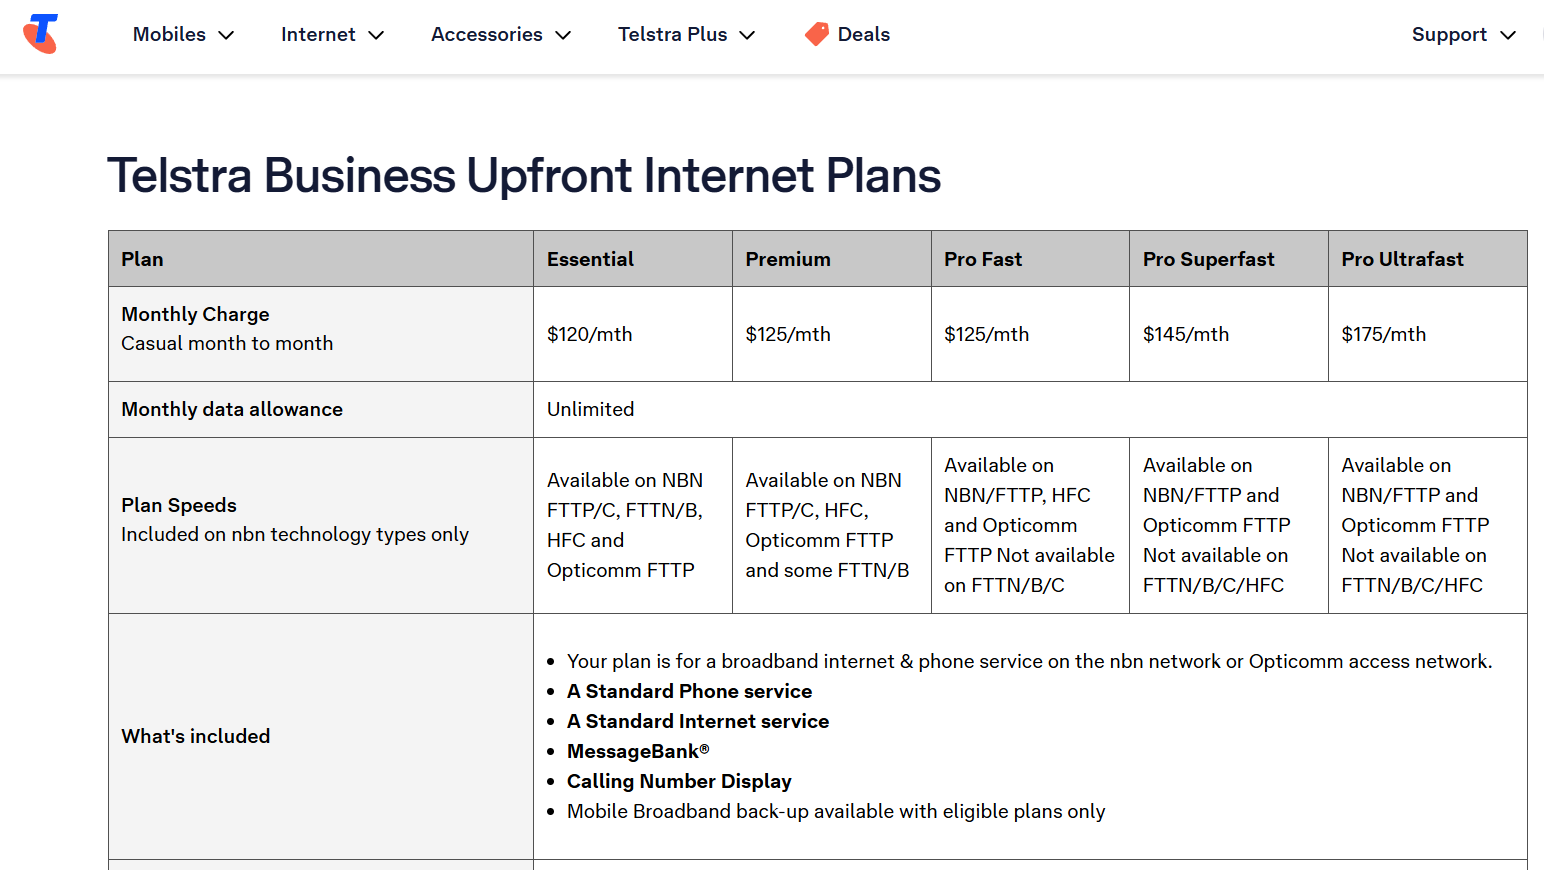 Mobiles Internet Accessories Telstra Plus Deals Support
Telstra Business Upfront Internet Plans
Plan Essential Premium Pro Fast Pro Superfast Pro Ultrafast
Monthly Charge
Casual month to month
$120/mth $125/mth $125/mth $145/mth $175/mth
Monthly data allowance
Unlimited
Plan Speeds
Included on nbn technology types only
Available on NBN
FTTP/C, FTTN/B,
HFC and
Opticomm FTTP
Available on NBN
FTTP/C, HFC,
Opticomm FTTP
and some FTTN/B
Available on
NBN/FTTP, HFC
and Opticomm
FTTP Not available
on FTTN/B/C
Available on
NBN/FTTP and
Opticomm FTTP
Not available on
FTTN/B/C/HFC
Available on
NBN/FTTP and
Opticomm FTTP
Not available on
FTTN/B/C/HFC
What's included
• Your plan is for a broadband internet & phone service on the nbn network or Opticomm access network.
• A Standard Phone service
• A Standard Internet service
• MessageBank®
• Calling Number Display
• Mobile Broadband back-up available with eligible plans only